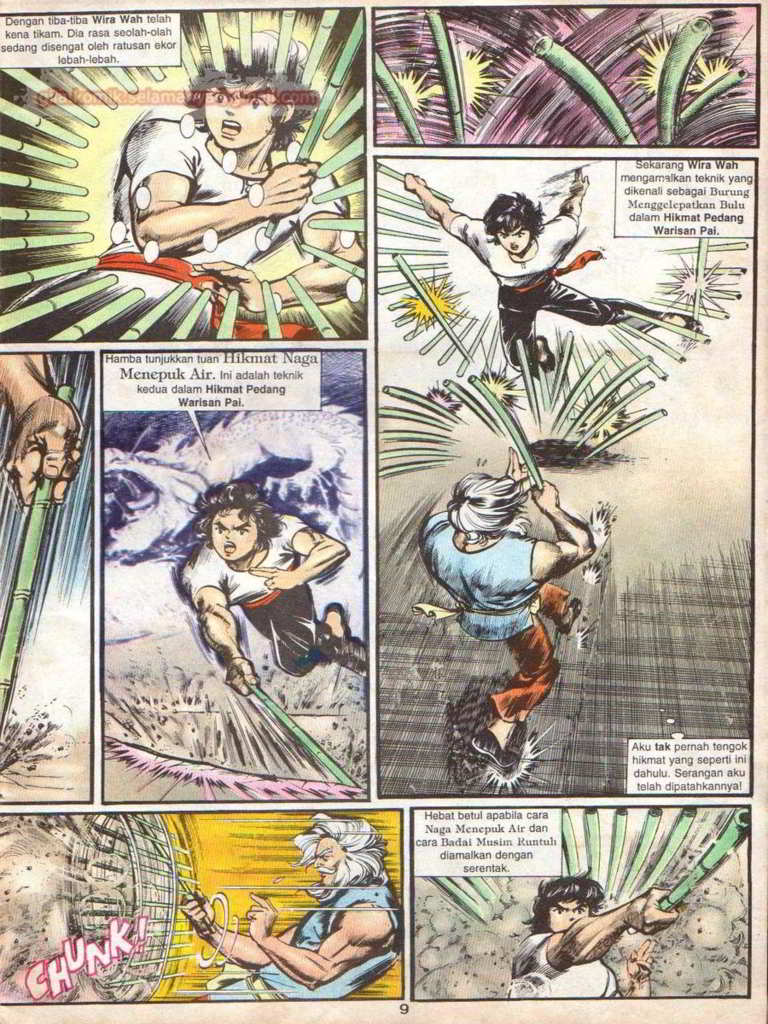 Dengan tiba-tiba Wira Wah telah
kena tikam. Dia rasa seolah-olah
sedang disengat oleh ratusan ekor
lebah-lebah.
Sekarang Wira Wah
mengamalkan teknik yang
dikenali sebagai Burung
Menggelepatkan Bulu
dalam Hikmat Pedang
Warisan Pai.
Hamba tunjukkan tuan Hikmat Naga
Menepuk Air. Ini adalah teknik
kedua dalam Hikmat Pedang
Warisan Pai.
Aku tak pernah tengok
hikmat yang seperti ini
dahulu. Serangan aku
telah dipatahkannya!
CHUNK!
Hebat betul apabila cara
Naga Menepuk Air dan
cara Badai Musim Runtuh
diamalkan dengan
serentak.
9